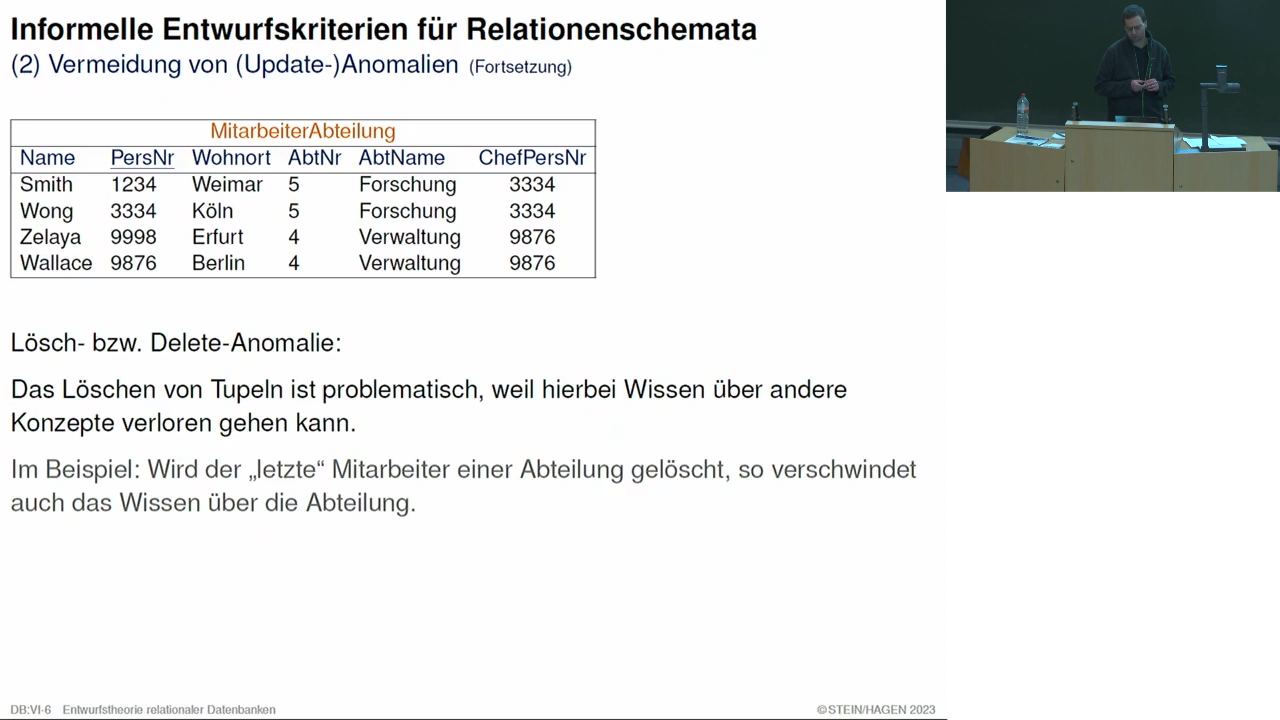 Informelle Entwurfskriterien für Relationenschemata
(2) Vermeidung von (Update-)Anomalien (Fortsetzung)
MitarbeiterAbteilung
Name PersNr Wohnort AbtNr AbtName ChefPersNr
Smith 1234 Weimar 5 Forschung 3334
Wong 3334 Köln 5 Forschung 3334
Zelaya 9998 Erfurt 4 Verwaltung 9876
Wallace 9876 Berlin 4 Verwaltung 9876
Lösch- bzw. Delete-Anomalie:
Das Löschen von Tupeln ist problematisch, weil hierbei Wissen über andere
Konzepte verloren gehen kann.
Im Beispiel: Wird der „letzte“ Mitarbeiter einer Abteilung gelöscht, so verschwindet
auch das Wissen über die Abteilung.
DB:VI-6 Entwurfstheorie relationaler Datenbanken ©STEIN/HAGEN 2023